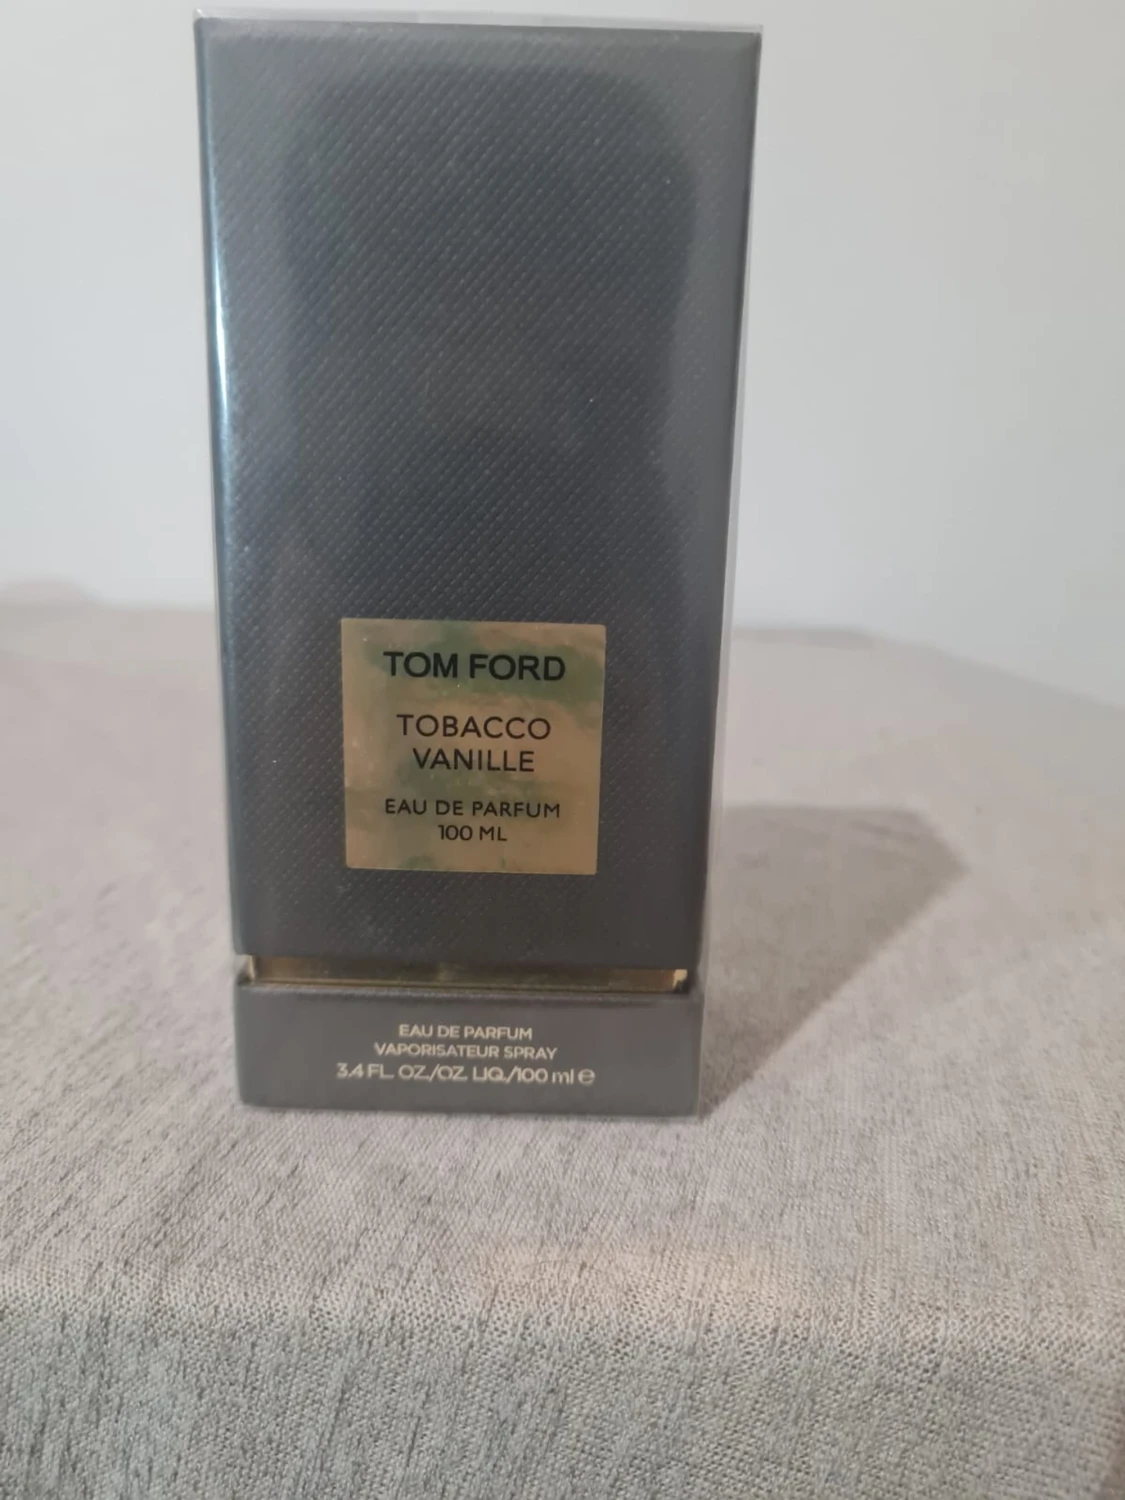 TOM FORD
TOBACCO
VANILLE
EAU DE PARFUM
100 ML
EAU DE PARFUM
VAPORISATEUR SPRAY
3.4 FL. OZ./OZ. LIQ./100 ml ℮